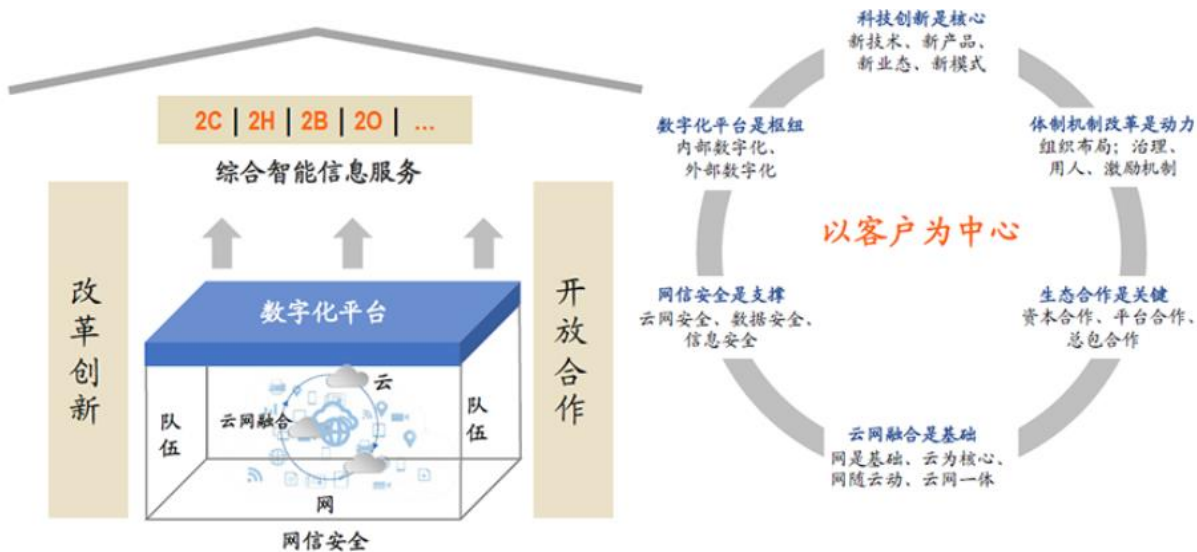 2C | 2H | 2B | 2O | ...
综合智能信息服务
改革创新
开放合作
数字化平台
队伍
云
云网融合
队伍
网
网信安全
科技创新是核心
新技术、新产品、
新业态、新模式
数字化平台是枢纽
内部数字化、
外部数字化
体制机制改革是动力
组织布局；治理、
用人、激励机制
以客户为中心
网信安全是支撑
云网安全、数据安全、
信息安全
生态合作是关键
资本合作、平台合作、
总包合作
云网融合是基础
网是基础、云为核心、
网随云动、云网一体